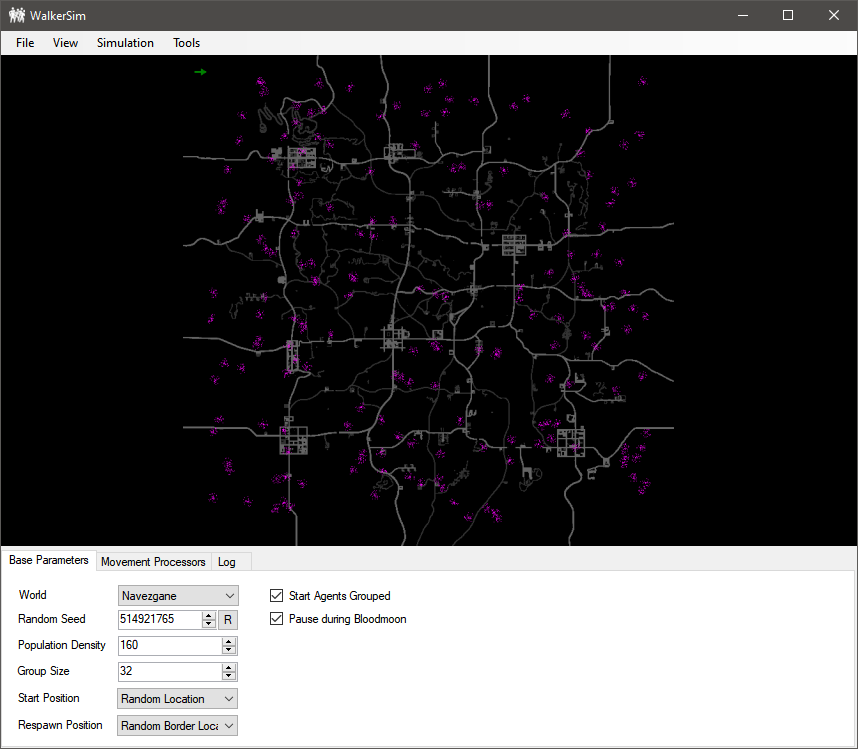 WalkerSim
File View Simulation Tools
Base Parameters Movement Processors Log
World Navezgane Start Agents Grouped
Random Seed 514921765 R Pause during Bloodmoon
Population Density 160
Group Size 32
Start Position Random Location
Respawn Position Random Border Loca